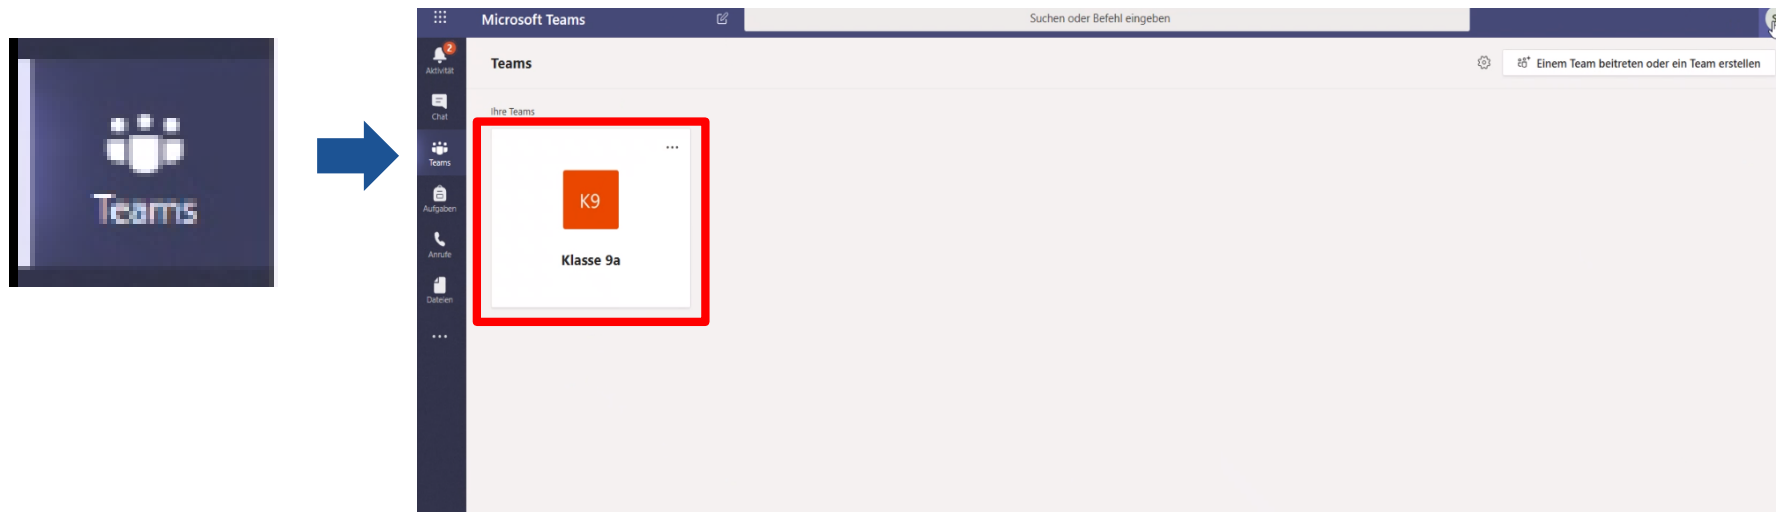 Teams
Microsoft Teams
Suchen oder Befehl eingeben
2
Aktivität
Chat
Teams
Aufgaben
Anrufe
Dateien
Teams
Einem Team beitreten oder ein Team erstellen
Ihre Teams
K9
Klasse 9a